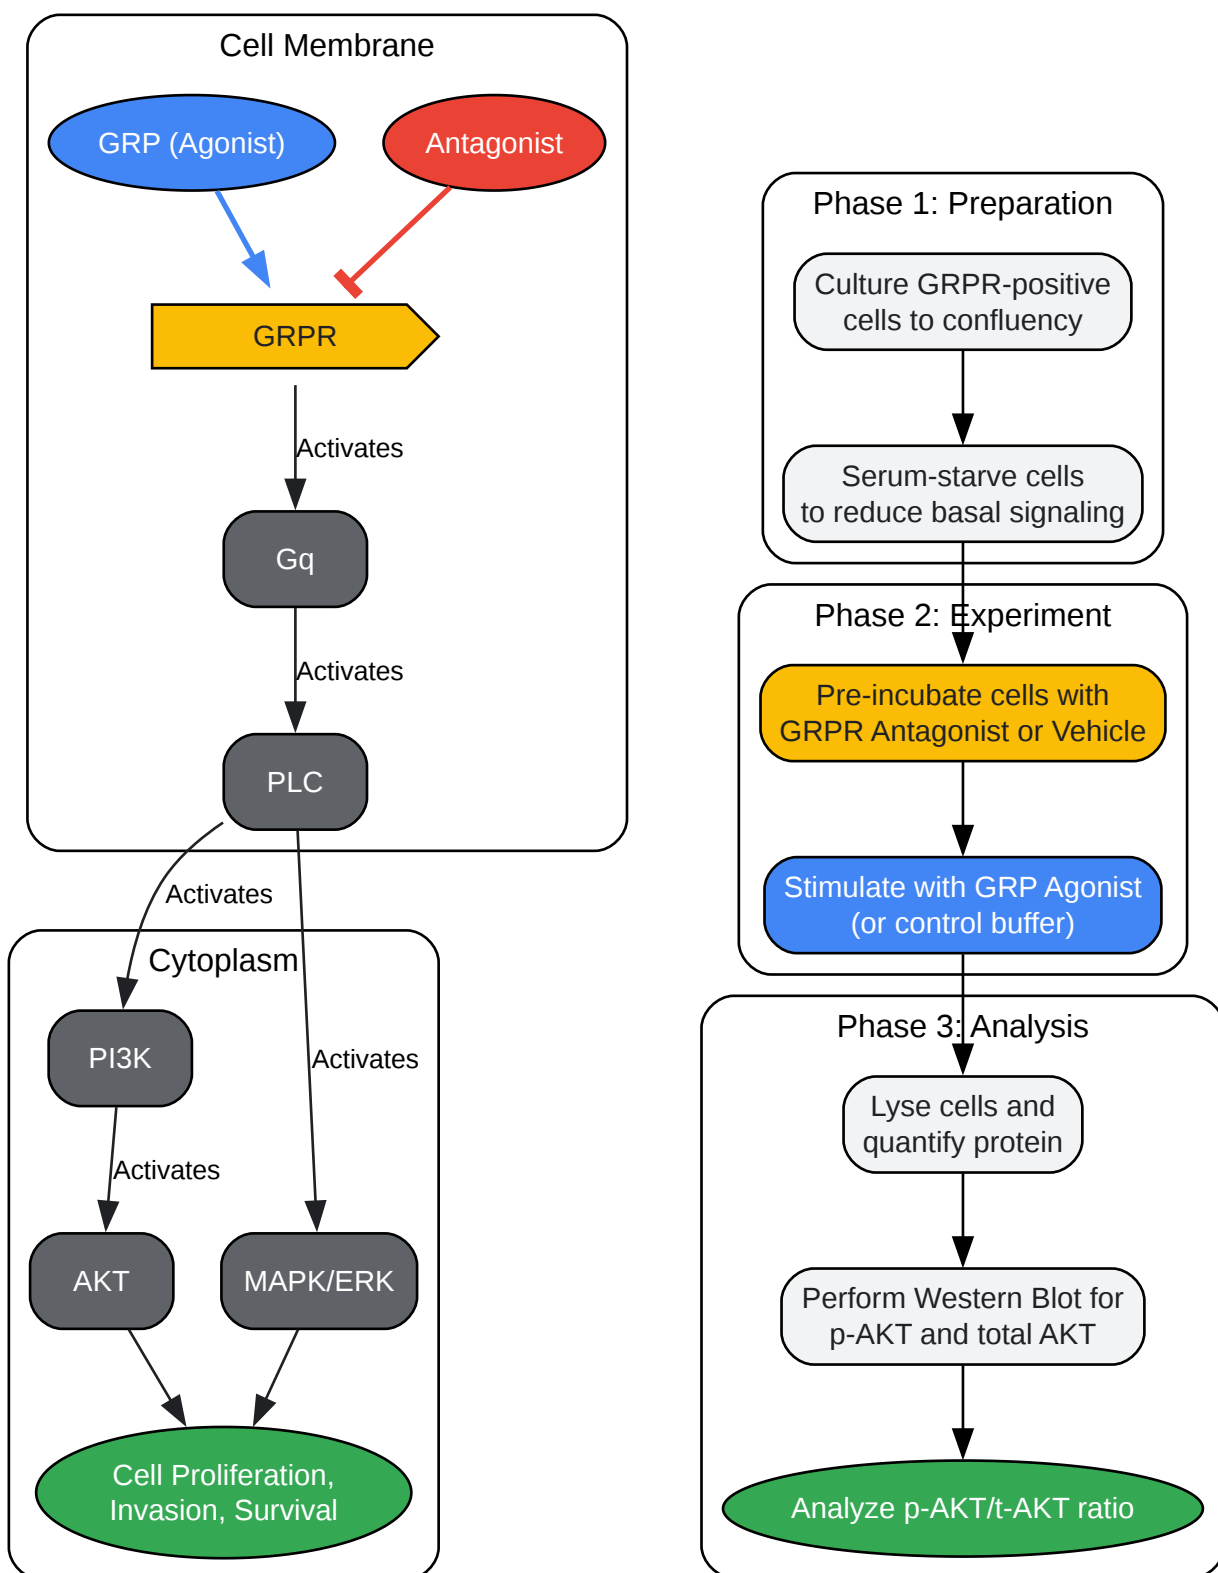 Cell Membrane
GRP (Agonist)
Antagonist
GRPR
Activates
Gq
Activates
PLC
Activates
Cytoplasm
PI3K
Activates
Activates
AKT
MAPK/ERK
Cell Proliferation,
Invasion, Survival
Phase 1: Preparation
Culture GRPR-positive
cells to confluency
Serum-starve cells
to reduce basal signaling
Phase 2: Experiment
Pre-incubate cells with
GRPR Antagonist or Vehicle
Stimulate with GRP Agonist
(or control buffer)
Phase 3: Analysis
Lyse cells and
quantify protein
Perform Western Blot for
p-AKT and total AKT
Analyze p-AKT/t-AKT ratio